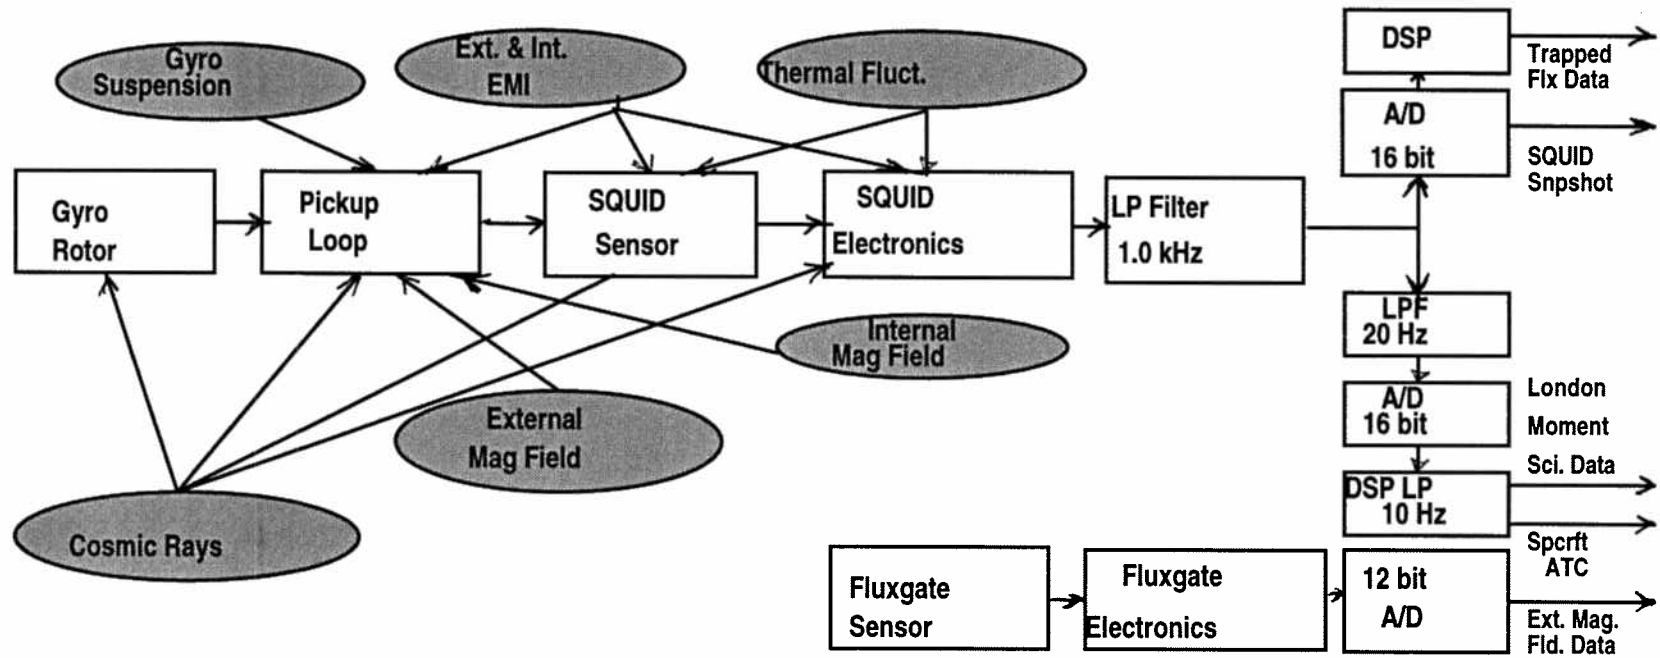 Gyro
Suspension
Ext. & Int.
EMI
Thermal Fluct.
DSP
Trapped
Flx Data
A/D
16 bit
SQUID
Snpshot
Gyro
Rotor
Pickup
Loop
SQUID
Sensor
SQUID
Electronics
LP Filter
1.0 kHz
LPF
20 Hz
Internal
Mag Field
A/D
16 bit
London
Moment
Sci. Data
External
Mag Field
DSP LP
10 Hz
Cosmic Rays
Spcrft
ATC
Fluxgate
Sensor
Fluxgate
Electronics
12 bit
A/D
Ext. Mag.
Fld. Data